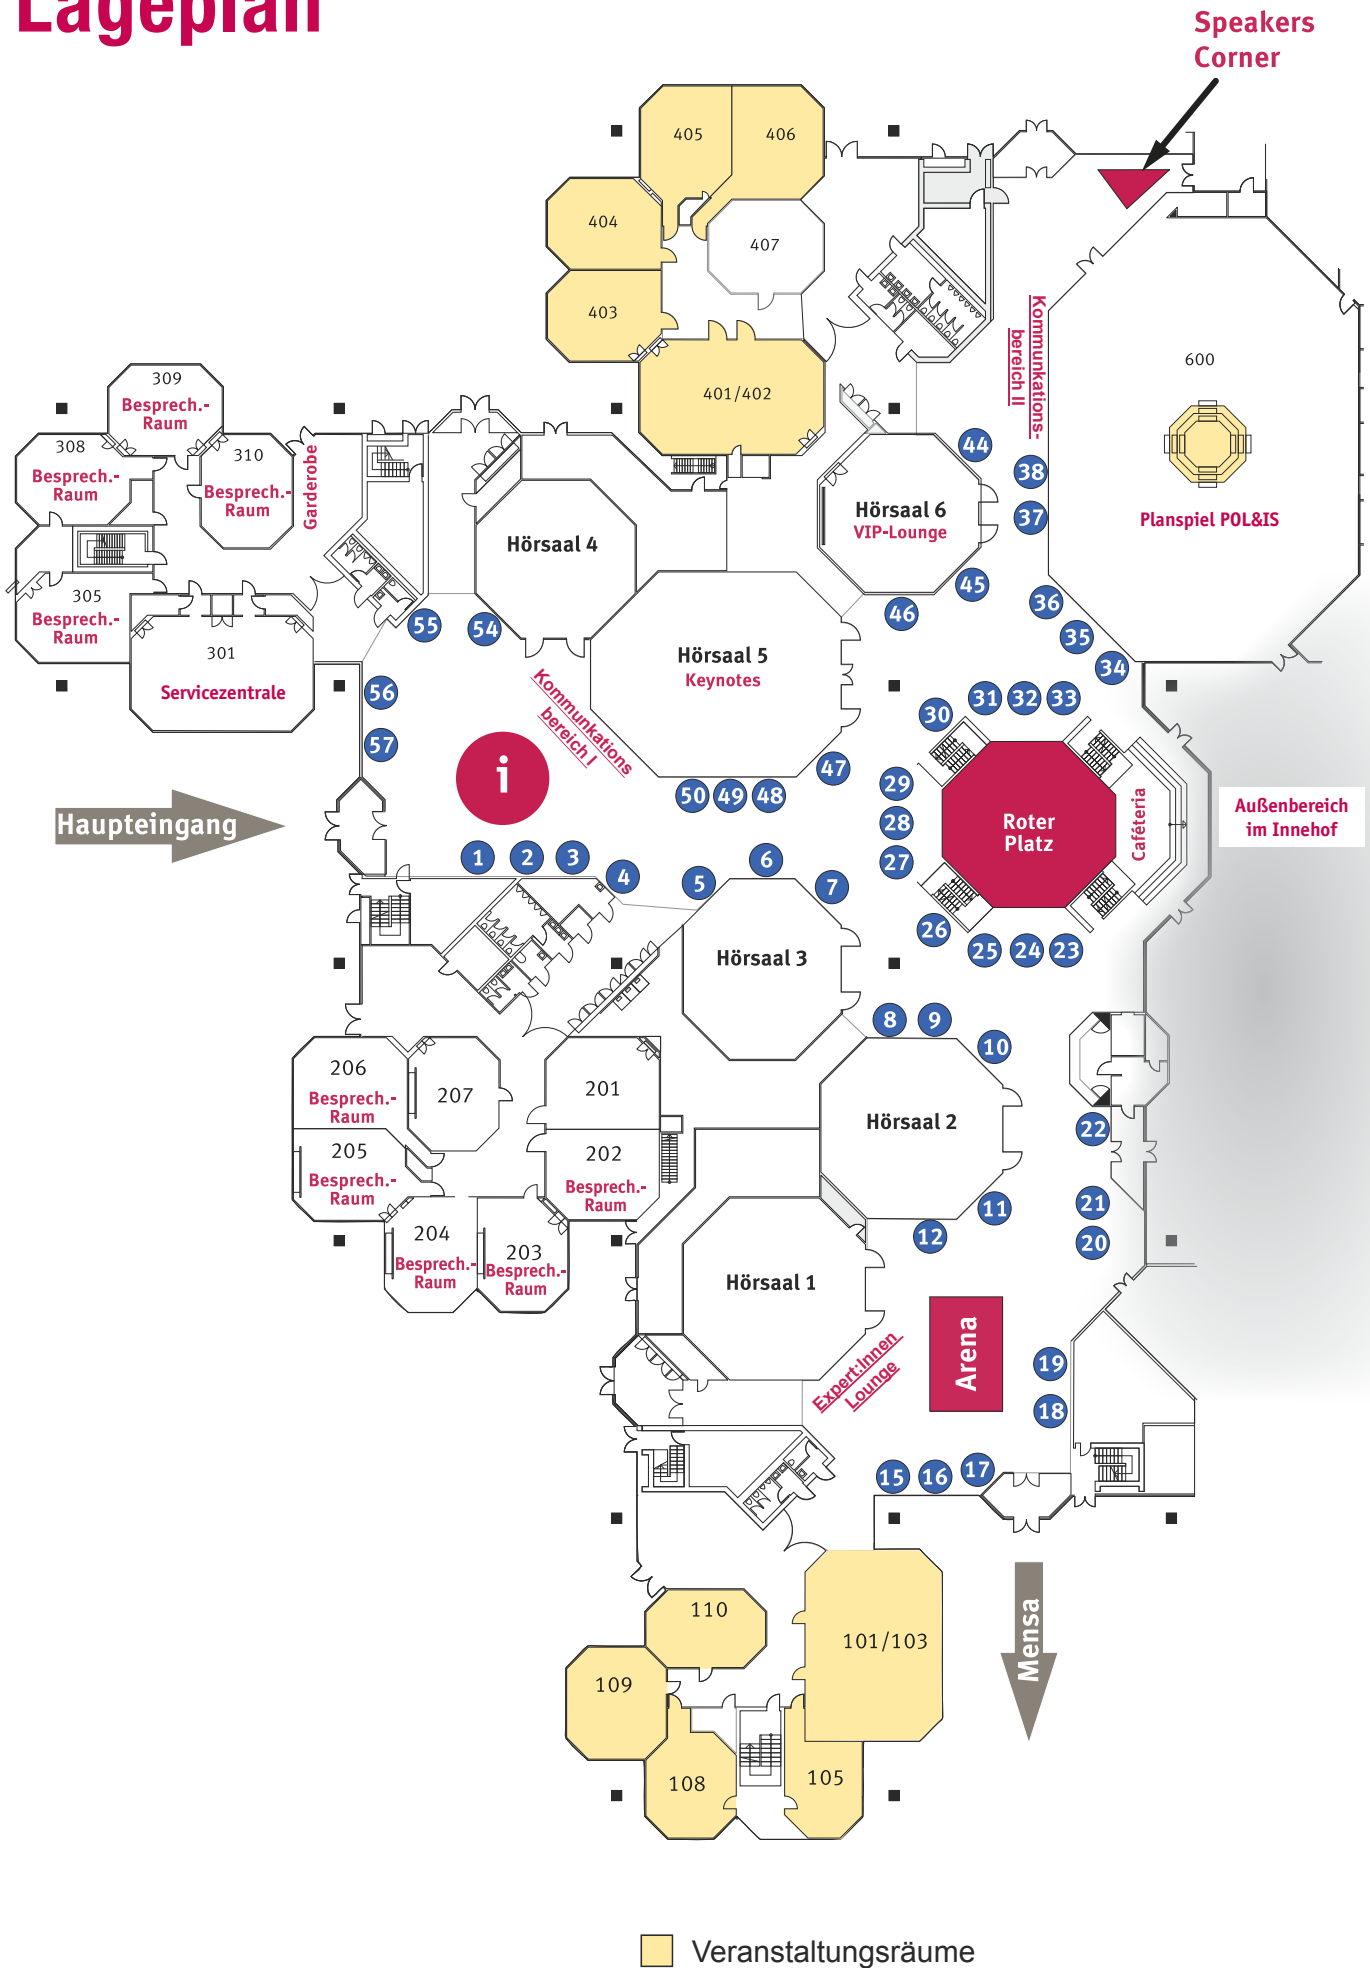 Lageplan
Speakers
Corner
405
406
404
407
403
401/402
Kommunkations-
bereich II
600
Planspiel POL&IS
309
Besprech.-
Raum
308
Besprech.-
Raum
310
Besprech.-
Raum
Garderobe
305
Besprech.-
Raum
301
Servicezentrale
Hörsaal 4
Hörsaal 6
VIP-Lounge
Hörsaal 5
Keynotes
44
38
37
45
46
36
35
34
55
54
56
57
Kommunkations
bereich I
i
Haupteingang
31
32
33
30
29
28
27
26
25
24
23
47
50
49
48
Roter
Platz
Caféteria
Außenbereich
im Innehof
1
2
3
4
5
6
7
Hörsaal 3
8
9
10
Hörsaal 2
206
Besprech.-
Raum
207
201
205
Besprech.-
Raum
202
Besprech.-
Raum
204
Besprech.-
Raum
203
Besprech.-
Raum
22
21
20
11
12
Hörsaal 1
Expert:Innen
Lounge
Arena
19
18
15
16
17
Mensa
110
101/103
109
108
105
Veranstaltungsräume